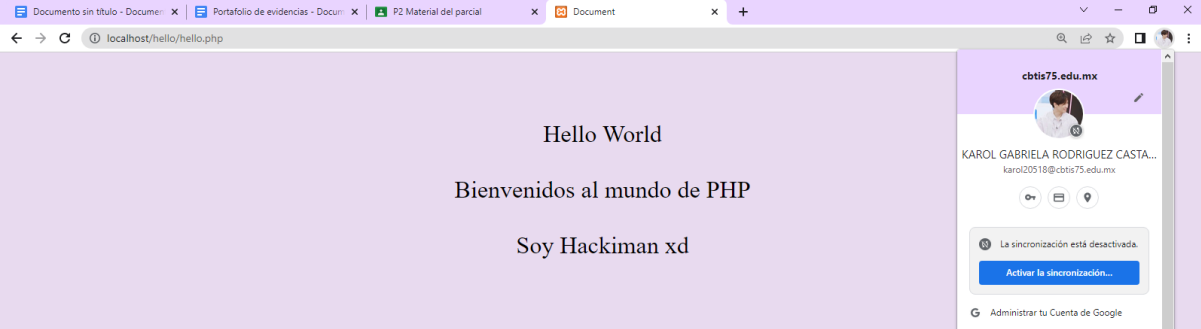 Documento sin título - Documen
Portafolio de evidencias - Docum
P2 Material del parcial
Document
localhost/hello/hello.php
Hello World
Bienvenidos al mundo de PHP
Soy Hackiman xd
cbtis75.edu.mx
KAROL GABRIELA RODRIGUEZ CASTA...
karol20518@cbtis75.edu.mx
La sincronización está desactivada.
Activar la sincronización...
G Administrar tu Cuenta de Google